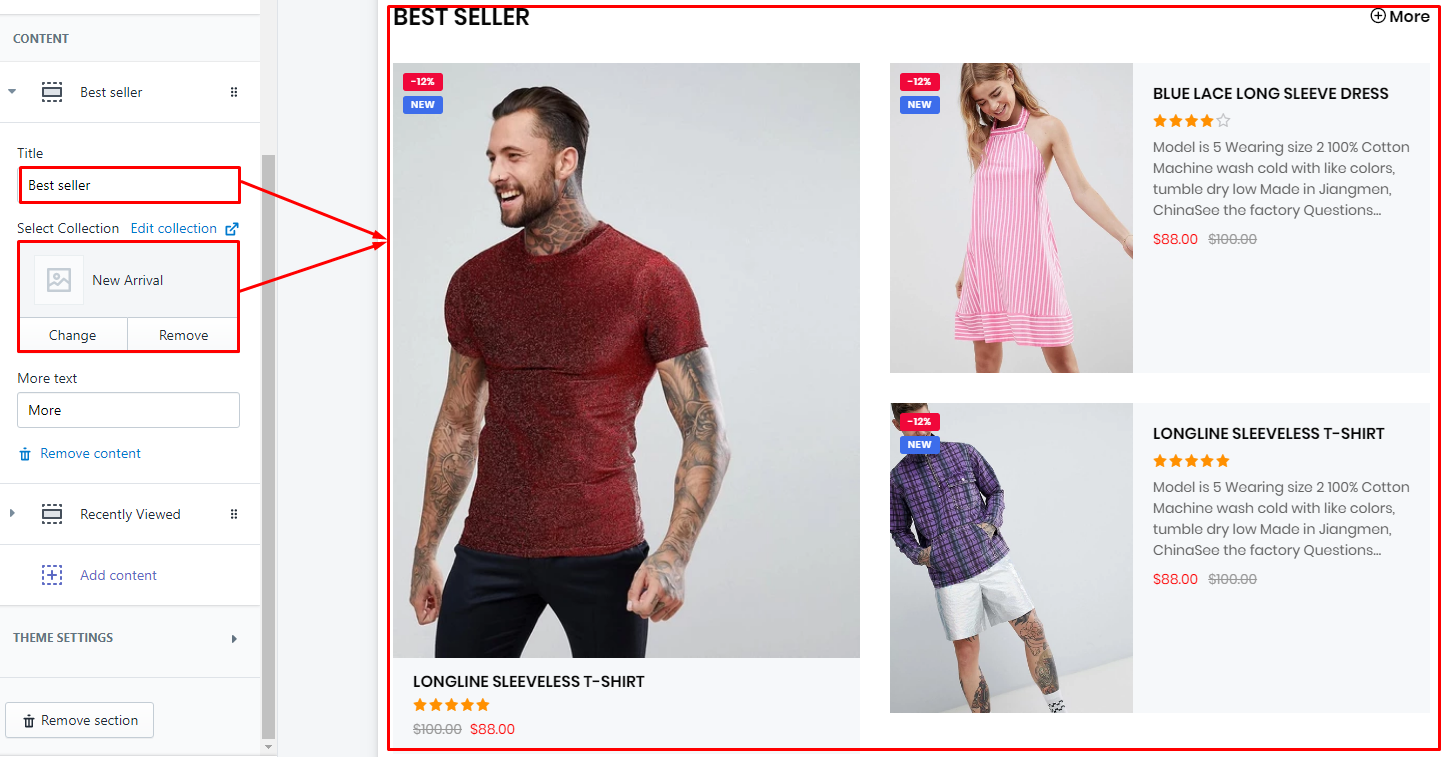 CONTENT
Best seller
Title
Best seller
Select Collection Edit collection
New Arrival
Change Remove
More text
More
Remove content
Recently Viewed
Add content
THEME SETTINGS
Remove section
BEST SELLER
More
-12%
NEW
LONGLINE SLEEVELESS T-SHIRT
$100.00 $88.00
-12%
NEW
BLUE LACE LONG SLEEVE DRESS
Model is 5 Wearing size 2 100% Cotton
Machine wash cold with like colors,
tumble dry low Made in Jiangmen,
ChinaSee the factory Questions...
$88.00 $100.00
-12%
NEW
LONGLINE SLEEVELESS T-SHIRT
Model is 5 Wearing size 2 100% Cotton
Machine wash cold with like colors,
tumble dry low Made in Jiangmen,
ChinaSee the factory Questions...
$88.00 $100.00